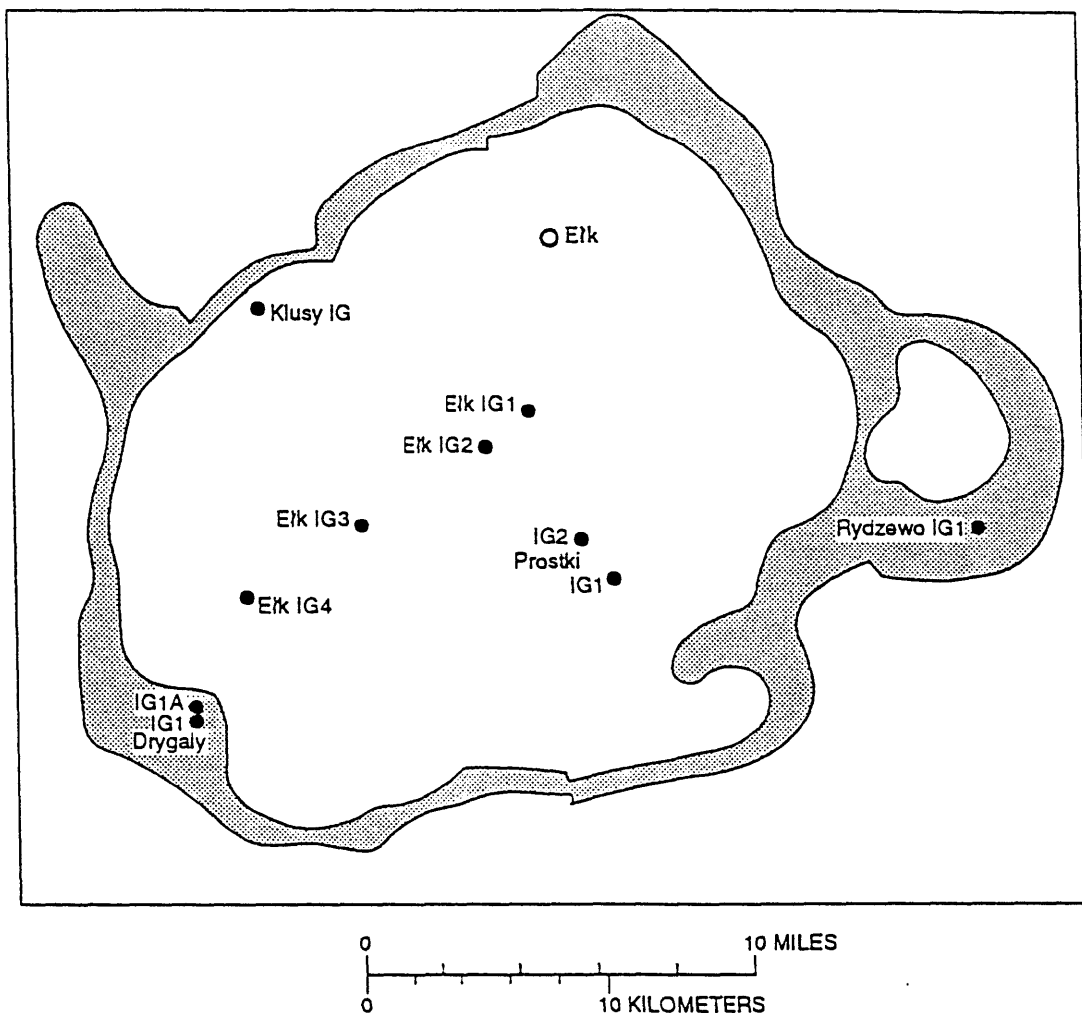 Ełk
Klusy IG
Ełk IG1
Ełk IG2
Ełk IG3
IG2
Prostki
IG1
Rydzewo IG1
Ełk IG4
IG1A
IG1
Drygaly
0 10 MILES
0 10 KILOMETERS